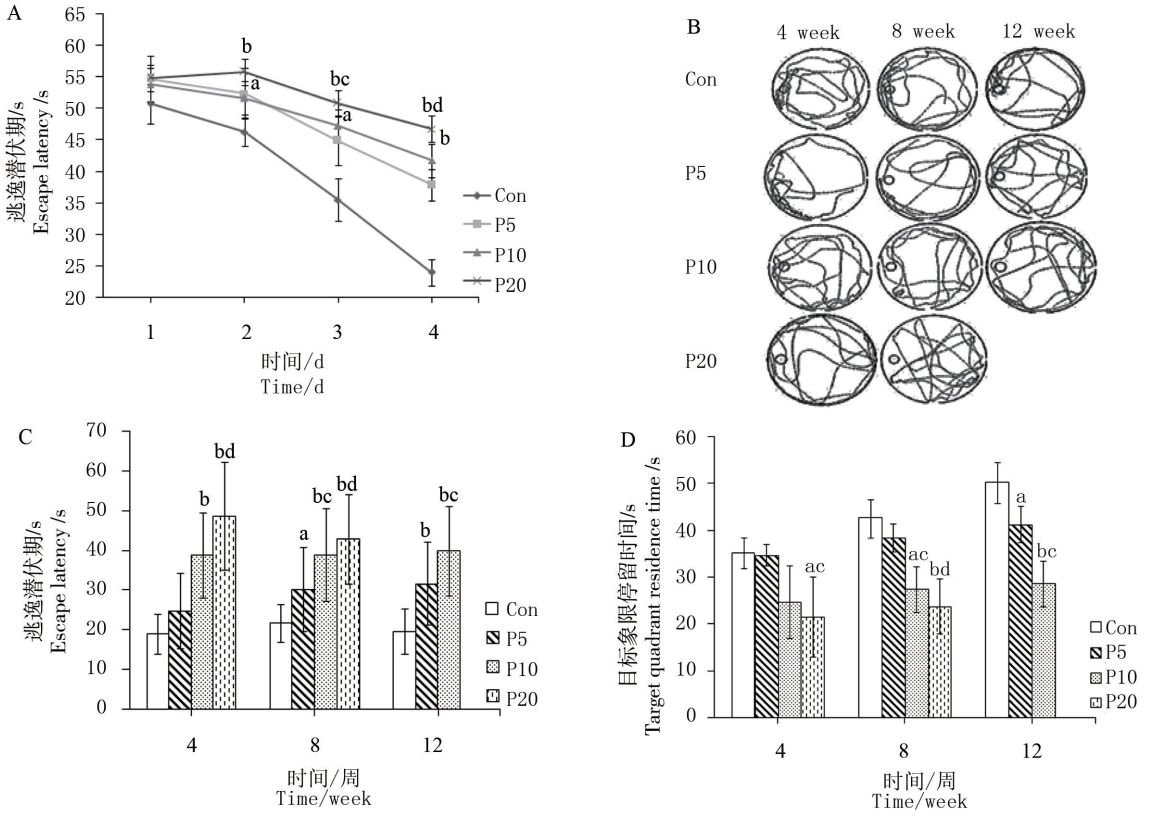 A
65
60
55
50
45
40
35
30
25
20
逃逸潜伏期/s
Escape latency /s
b
a
bc
a
bd
b
Con
P5
P10
P20
1 2 3 4
时间/d
Time/d
B
4 week 8 week 12 week
Con
P5
P10
P20
C
70
60
50
40
30
20
10
0
逃逸潜伏期/s
Escape latency /s
b bd
a bc bd
b bc
Con
P5
P10
P20
4 8 12
时间/周
Time/week
D
60
50
40
30
20
10
0
目标象限停留时间/s
Target quadrant residence time /s
ac
ac bd
a bc
Con
P5
P10
P20
4 8 12
时间/周
Time/week